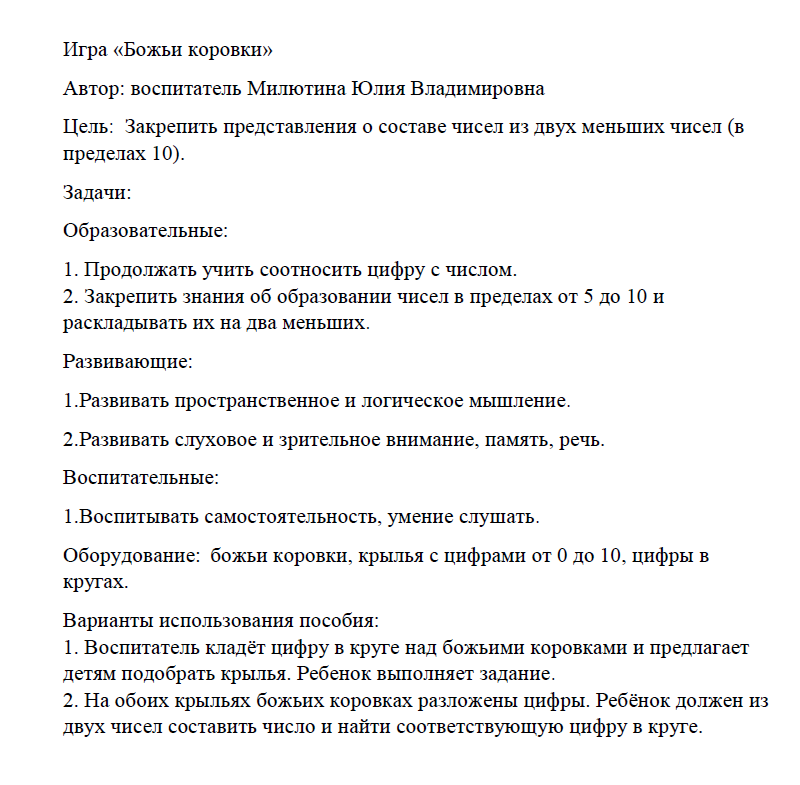 Игра «Божьи коровки»
Автор: воспитатель Милютина Юлия Владимировна
Цель:  Закрепить представления о составе чисел из двух меньших чисел (в
пределах 10).
Задачи:
Образовательные:
1. Продолжать учить соотносить цифру с числом.
2. Закрепить знания об образовании чисел в пределах от 5 до 10 и
раскладывать их на два меньших.
Развивающие:
1.Развивать пространственное и логическое мышление.
2.Развивать слуховое и зрительное внимание, память, речь.
Воспитательные:
1.Воспитывать самостоятельность, умение слушать.
Оборудование:  божьи коровки, крылья с цифрами от 0 до 10, цифры в
кругах.
Варианты использования пособия:
1. Воспитатель кладёт цифру в круге над божьими коровками и предлагает
детям подобрать крылья. Ребенок выполняет задание.
2. На обоих крыльях божьих коровках разложены цифры. Ребёнок должен из
двух чисел составить число и найти соответствующую цифру в круге.